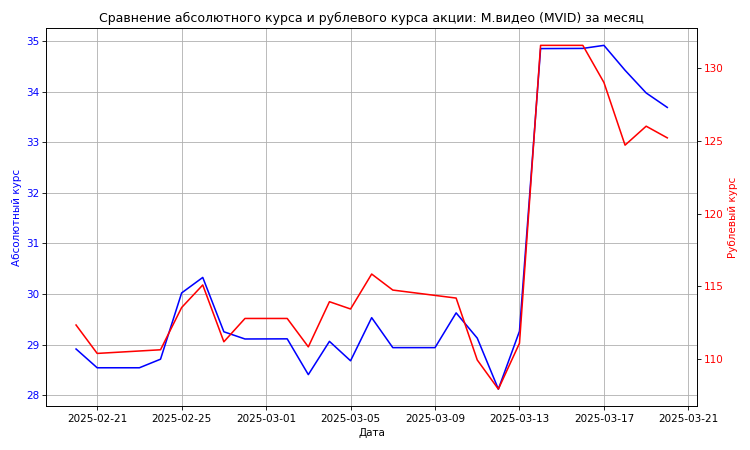 Сравнение абсолютного курса и рублевого курса акции: М.видео (MVID) за месяц
Абсолютный курс
35
34
33
32
31
30
29
28
130
125
120
115
110
Рублевый курс
2025-02-21 2025-02-25 2025-03-01 2025-03-05 2025-03-09 2025-03-13 2025-03-17 2025-03-21
Дата